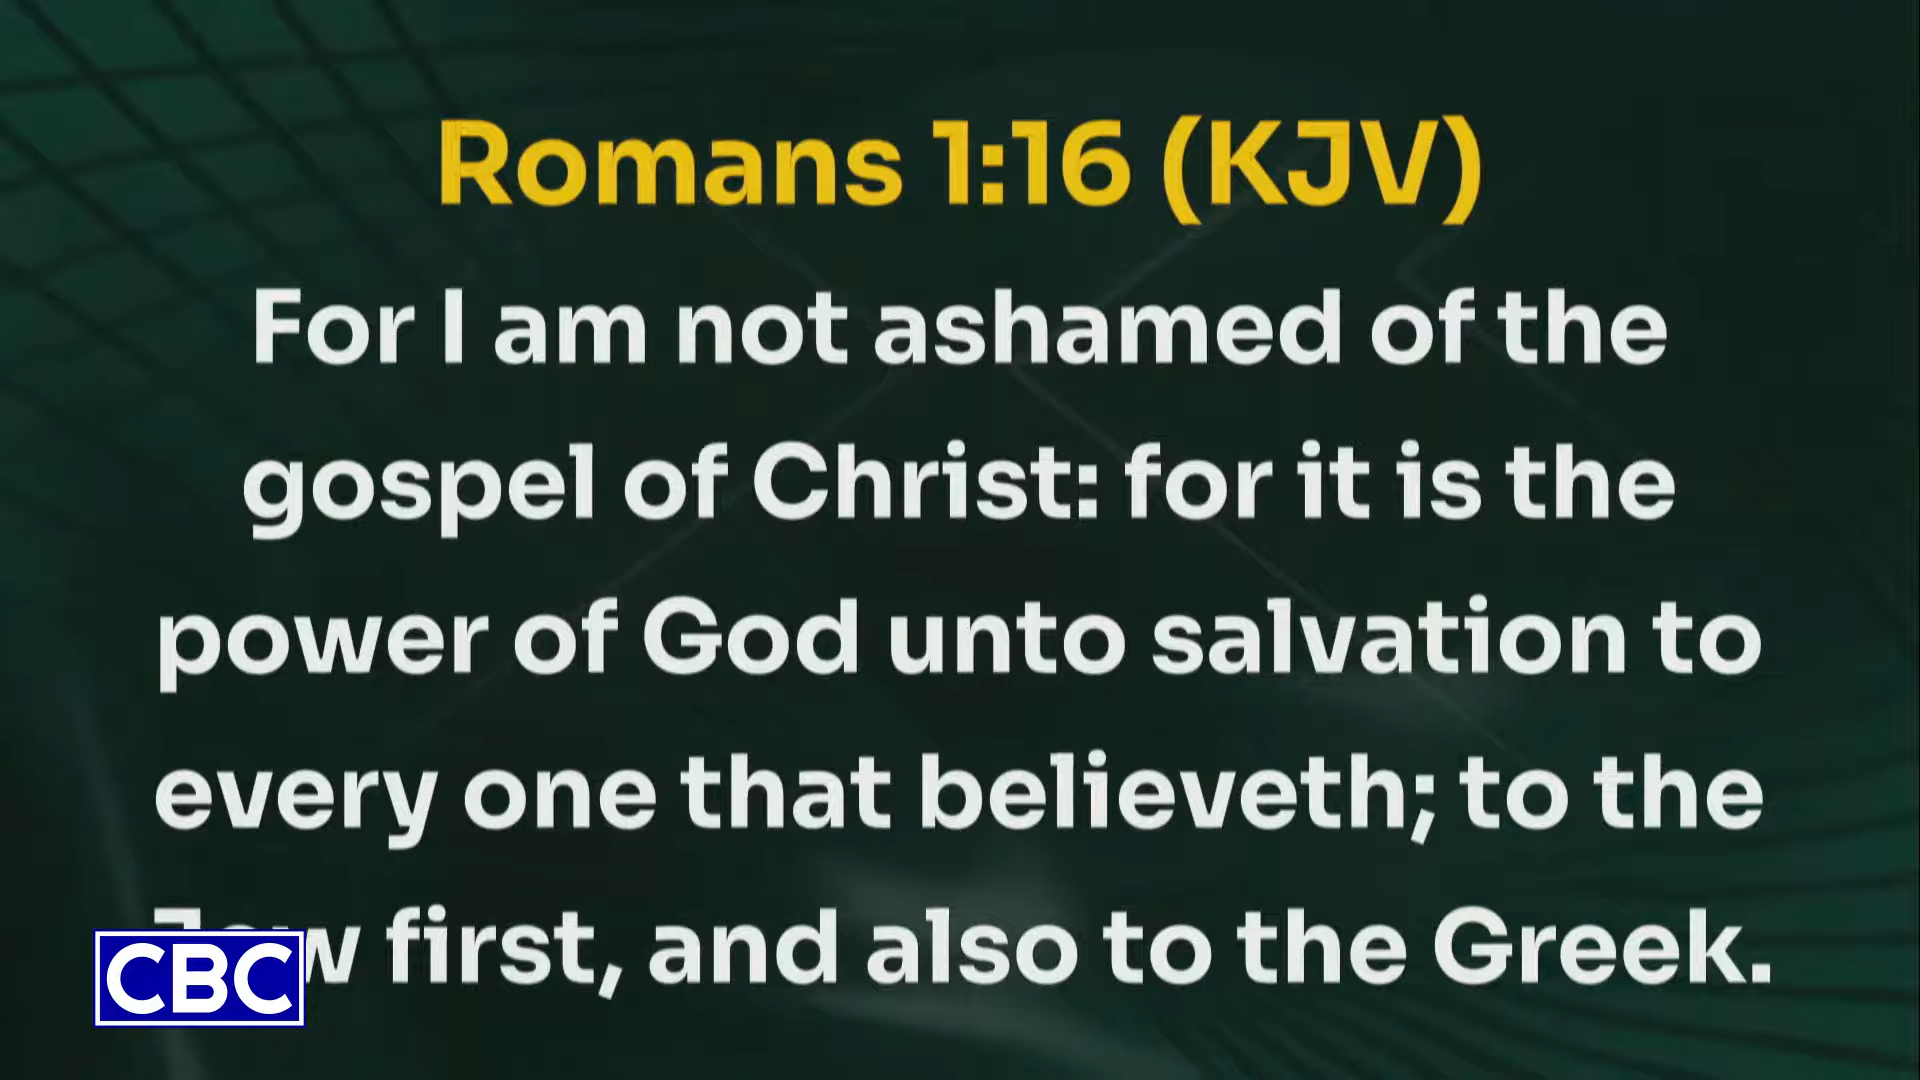 Romans 1:16 (KJV)
For I am not ashamed of the
gospel of Christ: for it is the
power of God unto salvation to
every one that believeth; to the
Jew first, and also to the Greek.
CBC